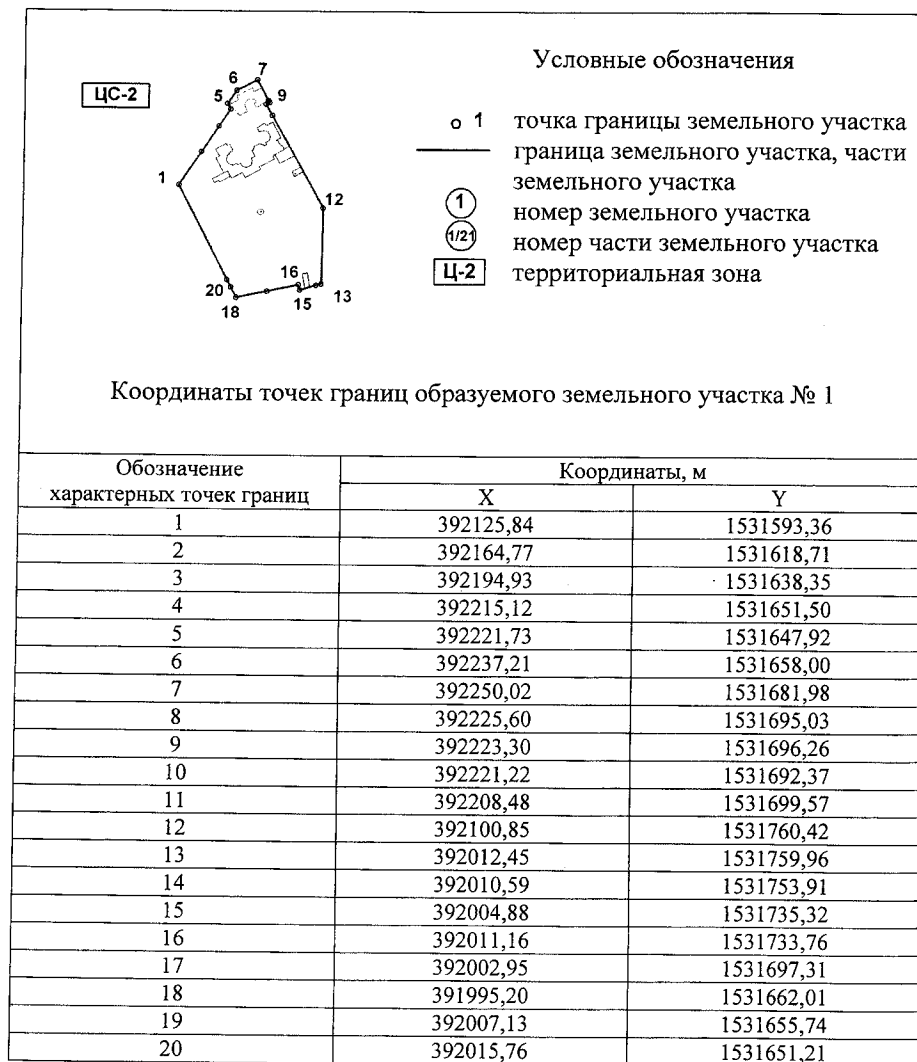 ЦС-2
7
6
5
9
1
12
20
16
18
15
13
Условные обозначения
1 точка границы земельного участка
граница земельного участка, части
земельного участка
1 номер земельного участка
1/21 номер части земельного участка
Ц-2 территориальная зона
Координаты точек границ образуемого земельного участка № 1
Обозначение характерных точек границ Координаты, м
X Y
1 392125,84 1531593,36
2 392164,77 1531618,71
3 392194,93 1531638,35
4 392215,12 1531651,50
5 392221,73 1531647,92
6 392237,21 1531658,00
7 392250,02 1531681,98
8 392225,60 1531695,03
9 392223,30 1531696,26
10 392221,22 1531692,37
11 392208,48 1531699,57
12 392100,85 1531760,42
13 392012,45 1531759,96
14 392010,59 1531753,91
15 392004,88 1531735,32
16 392011,16 1531733,76
17 392002,95 1531697,31
18 391995,20 1531662,01
19 392007,13 1531655,74
20 392015,76 1531651,21